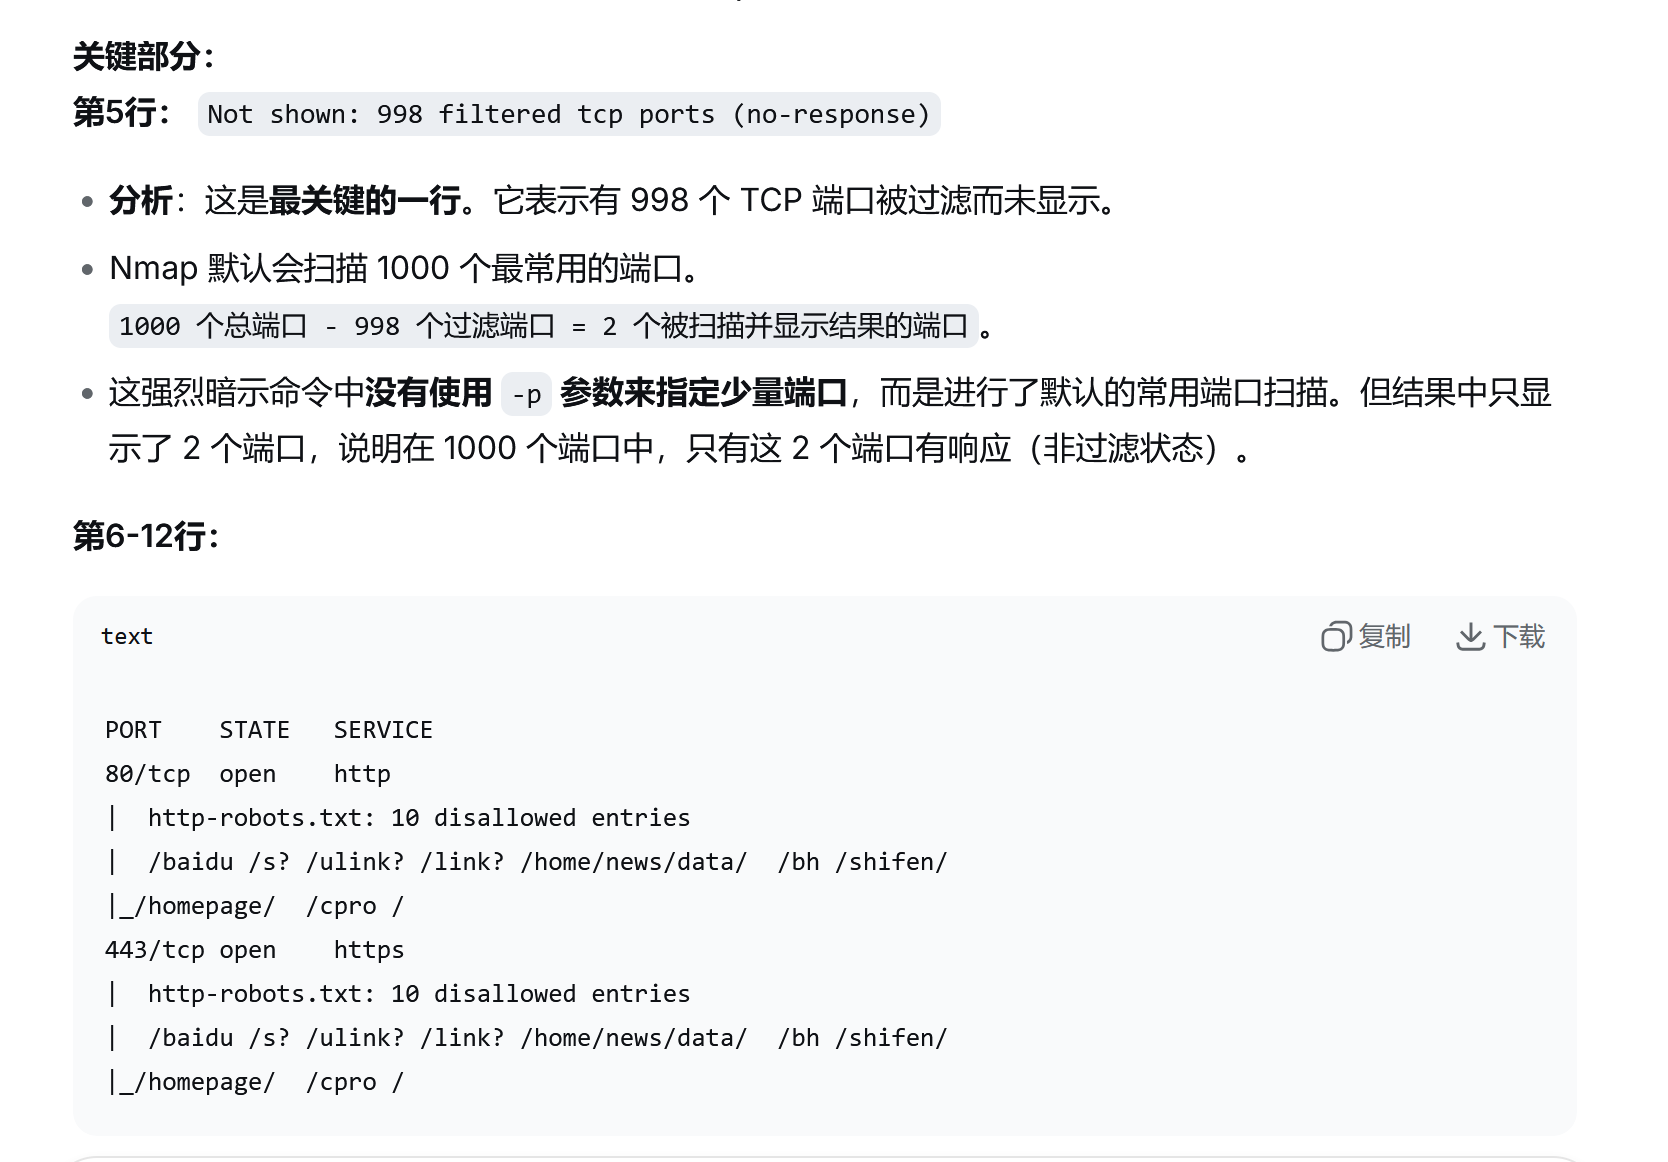 关键部分：
第5行： Not shown: 998 filtered tcp ports (no-response)
分析：这是最关键的一行。它表示有 998 个 TCP 端口被过滤而未显示。
Nmap 默认会扫描 1000 个最常用的端口。
1000 个总端口 - 998 个过滤端口 = 2 个被扫描并显示结果的端口。
这强烈暗示命令中没有使用 -p 参数来指定少量端口，而是进行了默认的常用端口扫描。但结果中只显
示了 2 个端口，说明在 1000 个端口中，只有这 2 个端口有响应（非过滤状态）。
第6-12行：
text 复制 下载
PORT    STATE   SERVICE
80/tcp  open    http
|  http-robots.txt: 10 disallowed entries
|  /baidu /s? /ulink? /link? /home/news/data/  /bh /shifen/
|_/homepage/  /cpro /
443/tcp open    https
|  http-robots.txt: 10 disallowed entries
|  /baidu /s? /ulink? /link? /home/news/data/  /bh /shifen/
|_/homepage/  /cpro /